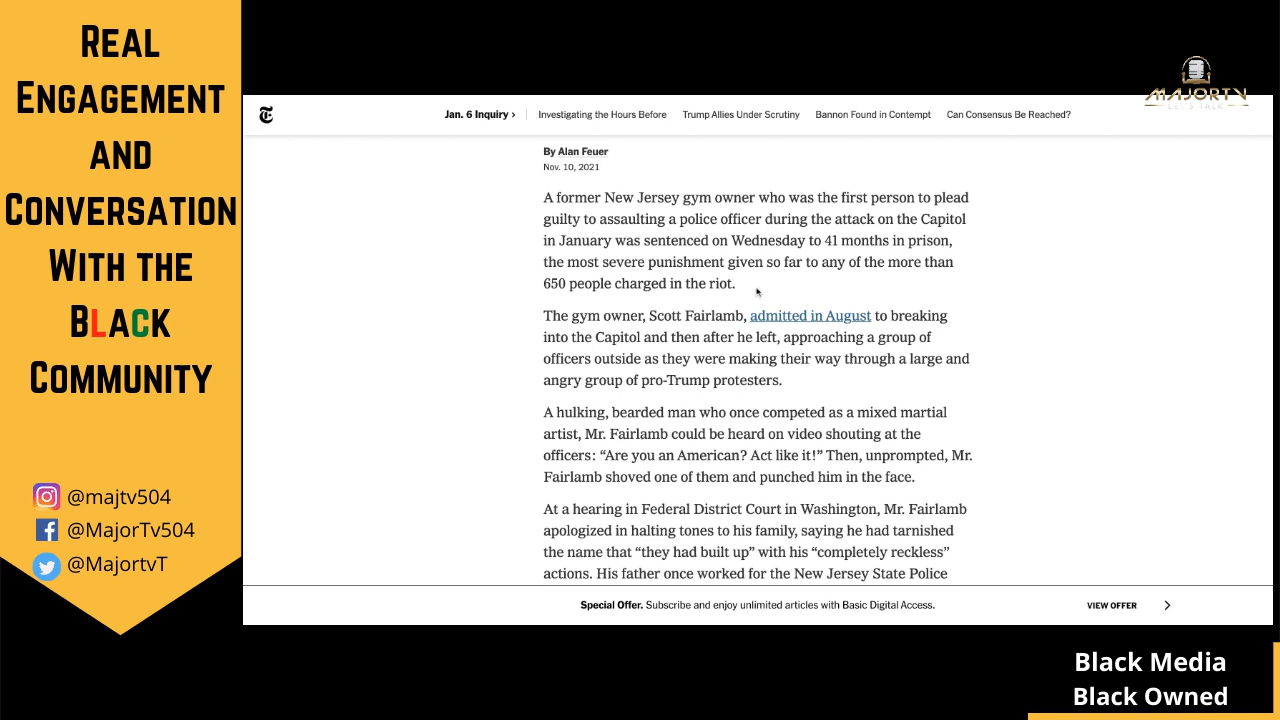 REAL
ENGAGEMENT
AND
CONVERSATION
WITH THE
BLACK
COMMUNITY
@majtv504
@MajorTv504
@MajortvT
MAJORTV
LET'S TALK
T
Jan. 6 Inquiry ›
Investigating the Hours Before
Trump Allies Under Scrutiny
Bannon Found in Contempt
Can Consensus Be Reached?
By Alan Feuer
Nov. 10, 2021
A former New Jersey gym owner who was the first person to plead
guilty to assaulting a police officer during the attack on the Capitol
in January was sentenced on Wednesday to 41 months in prison,
the most severe punishment given so far to any of the more than
650 people charged in the riot.
The gym owner, Scott Fairlamb, admitted in August to breaking
into the Capitol and then after he left, approaching a group of
officers outside as they were making their way through a large and
angry group of pro-Trump protesters.
A hulking, bearded man who once competed as a mixed martial
artist, Mr. Fairlamb could be heard on video shouting at the
officers: “Are you an American? Act like it!” Then, unprompted, Mr.
Fairlamb shoved one of them and punched him in the face.
At a hearing in Federal District Court in Washington, Mr. Fairlamb
apologized in halting tones to his family, saying he had tarnished
the name that “they had built up” with his “completely reckless”
actions. His father once worked for the New Jersey State Police
Special Offer. Subscribe and enjoy unlimited articles with Basic Digital Access.
VIEW OFFER
Black Media
Black Owned